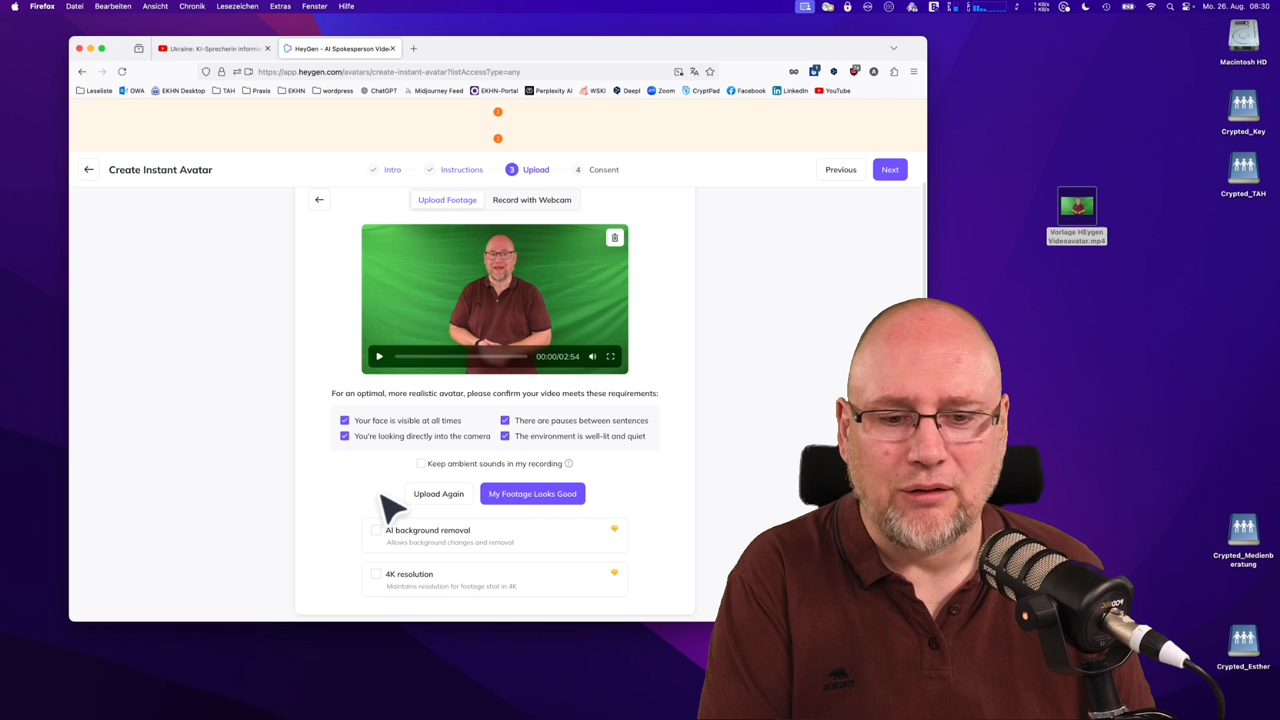 Firefox Datei Bearbeiten Ansicht Chronik Lesezeichen Extras Fenster Hilfe
Mo. 26. Aug. 08:30
Ukraine: KI-Sprecherin informie
HeyGen - AI Spokesperson Video
https://app.heygen.com/avatars/create-instant-avatar?listAccessType=any
Leseliste OWA EKHN Desktop TAH Praxis EKHN wordpress ChatGPT Midjourney Feed EKHN-Portal Perplexity AI WSKI Deepl Zoom CryptPad Facebook LinkedIn YouTube
Create Instant Avatar
Intro Instructions 3 Upload 4 Consent
Previous Next
Upload Footage Record with Webcam
00:00/02:54
For an optimal, more realistic avatar, please confirm your video meets these requirements:
Your face is visible at all times There are pauses between sentences
You're looking directly into the camera The environment is well-lit and quiet
Keep ambient sounds in my recording
Upload Again My Footage Looks Good
AI background removal
Allows background changes and removal
4K resolution
Maintains resolution for footage shot in 4K
Vorlage HEygen
Videoavatar.mp4
Macintosh HD
Crypted_Key
Crypted_TAH
Crypted_Medienb
eratung
Crypted_Esther